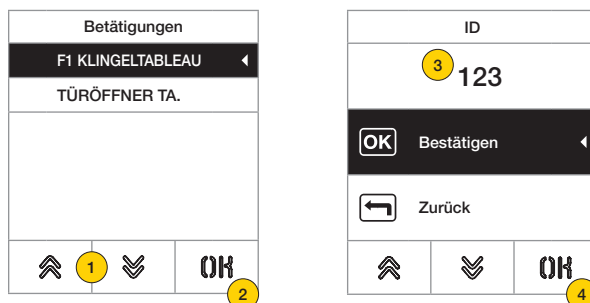 Betätigungen
F1 KLINGELTABLEAU
TÜRÖFFNER TA.
1
OK
2
ID
3
123
OK Bestätigen
Zurück
OK
4